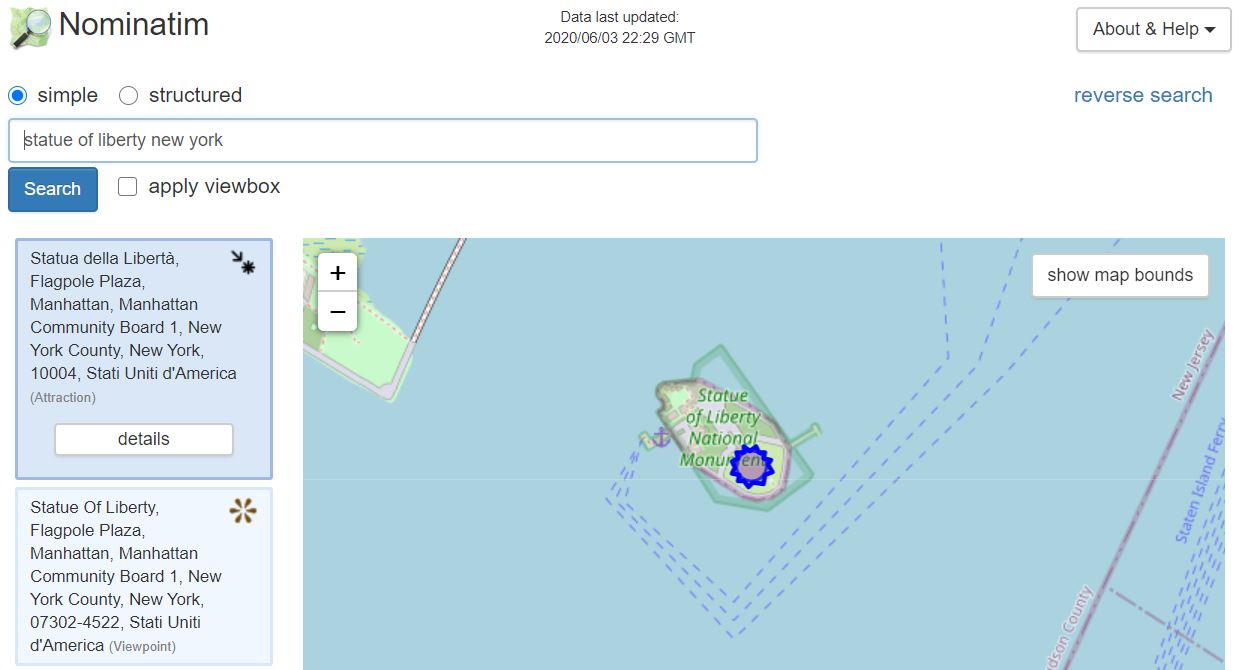 Nominatim
Data last updated:
2020/06/03 22:29 GMT
About & Help
simple
structured
reverse search
statue of liberty new york
Search
apply viewbox
Statua della Libertà,
Flagpole Plaza,
Manhattan, Manhattan
Community Board 1, New
York County, New York,
10004, Stati Uniti d'America
(Attraction)
details
Statue Of Liberty,
Flagpole Plaza,
Manhattan, Manhattan
Community Board 1, New
York County, New York,
07302-4522, Stati Uniti
d'America (Viewpoint)
+
−
show map bounds
Statue
of Liberty
National
Monument
New Jersey
Staten Island Ferry
dson County